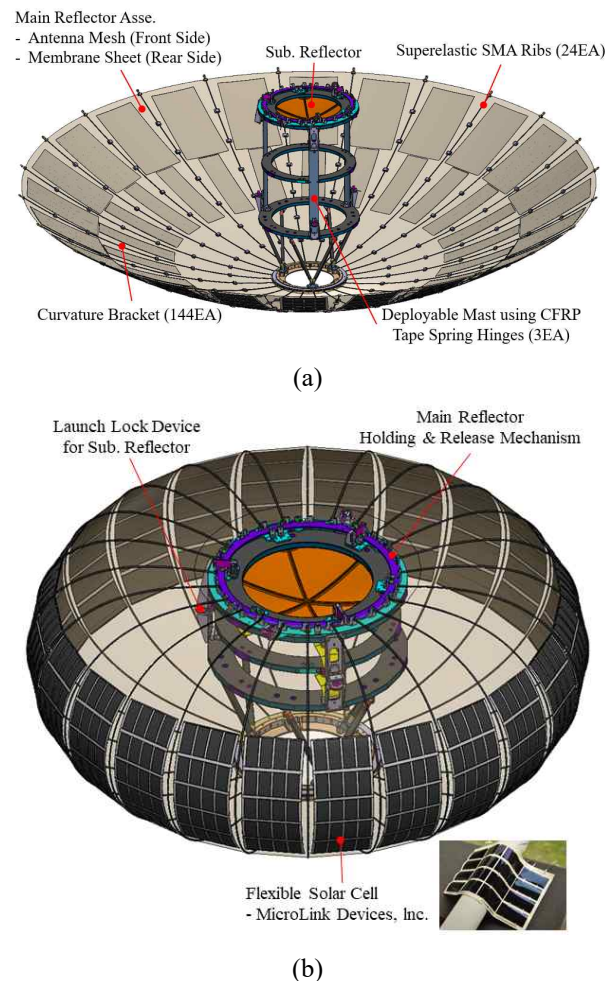 Main Reflector Asse.
- Antenna Mesh (Front Side)
- Membrane Sheet (Rear Side)
Sub. Reflector
Superelastic SMA Ribs (24EA)
Curvature Bracket (144EA)
Deployable Mast using CFRP
Tape Spring Hinges (3EA)
(a)
Launch Lock Device
for Sub. Reflector
Main Reflector
Holding & Release Mechanism
Flexible Solar Cell
- MicroLink Devices, Inc.
(b)